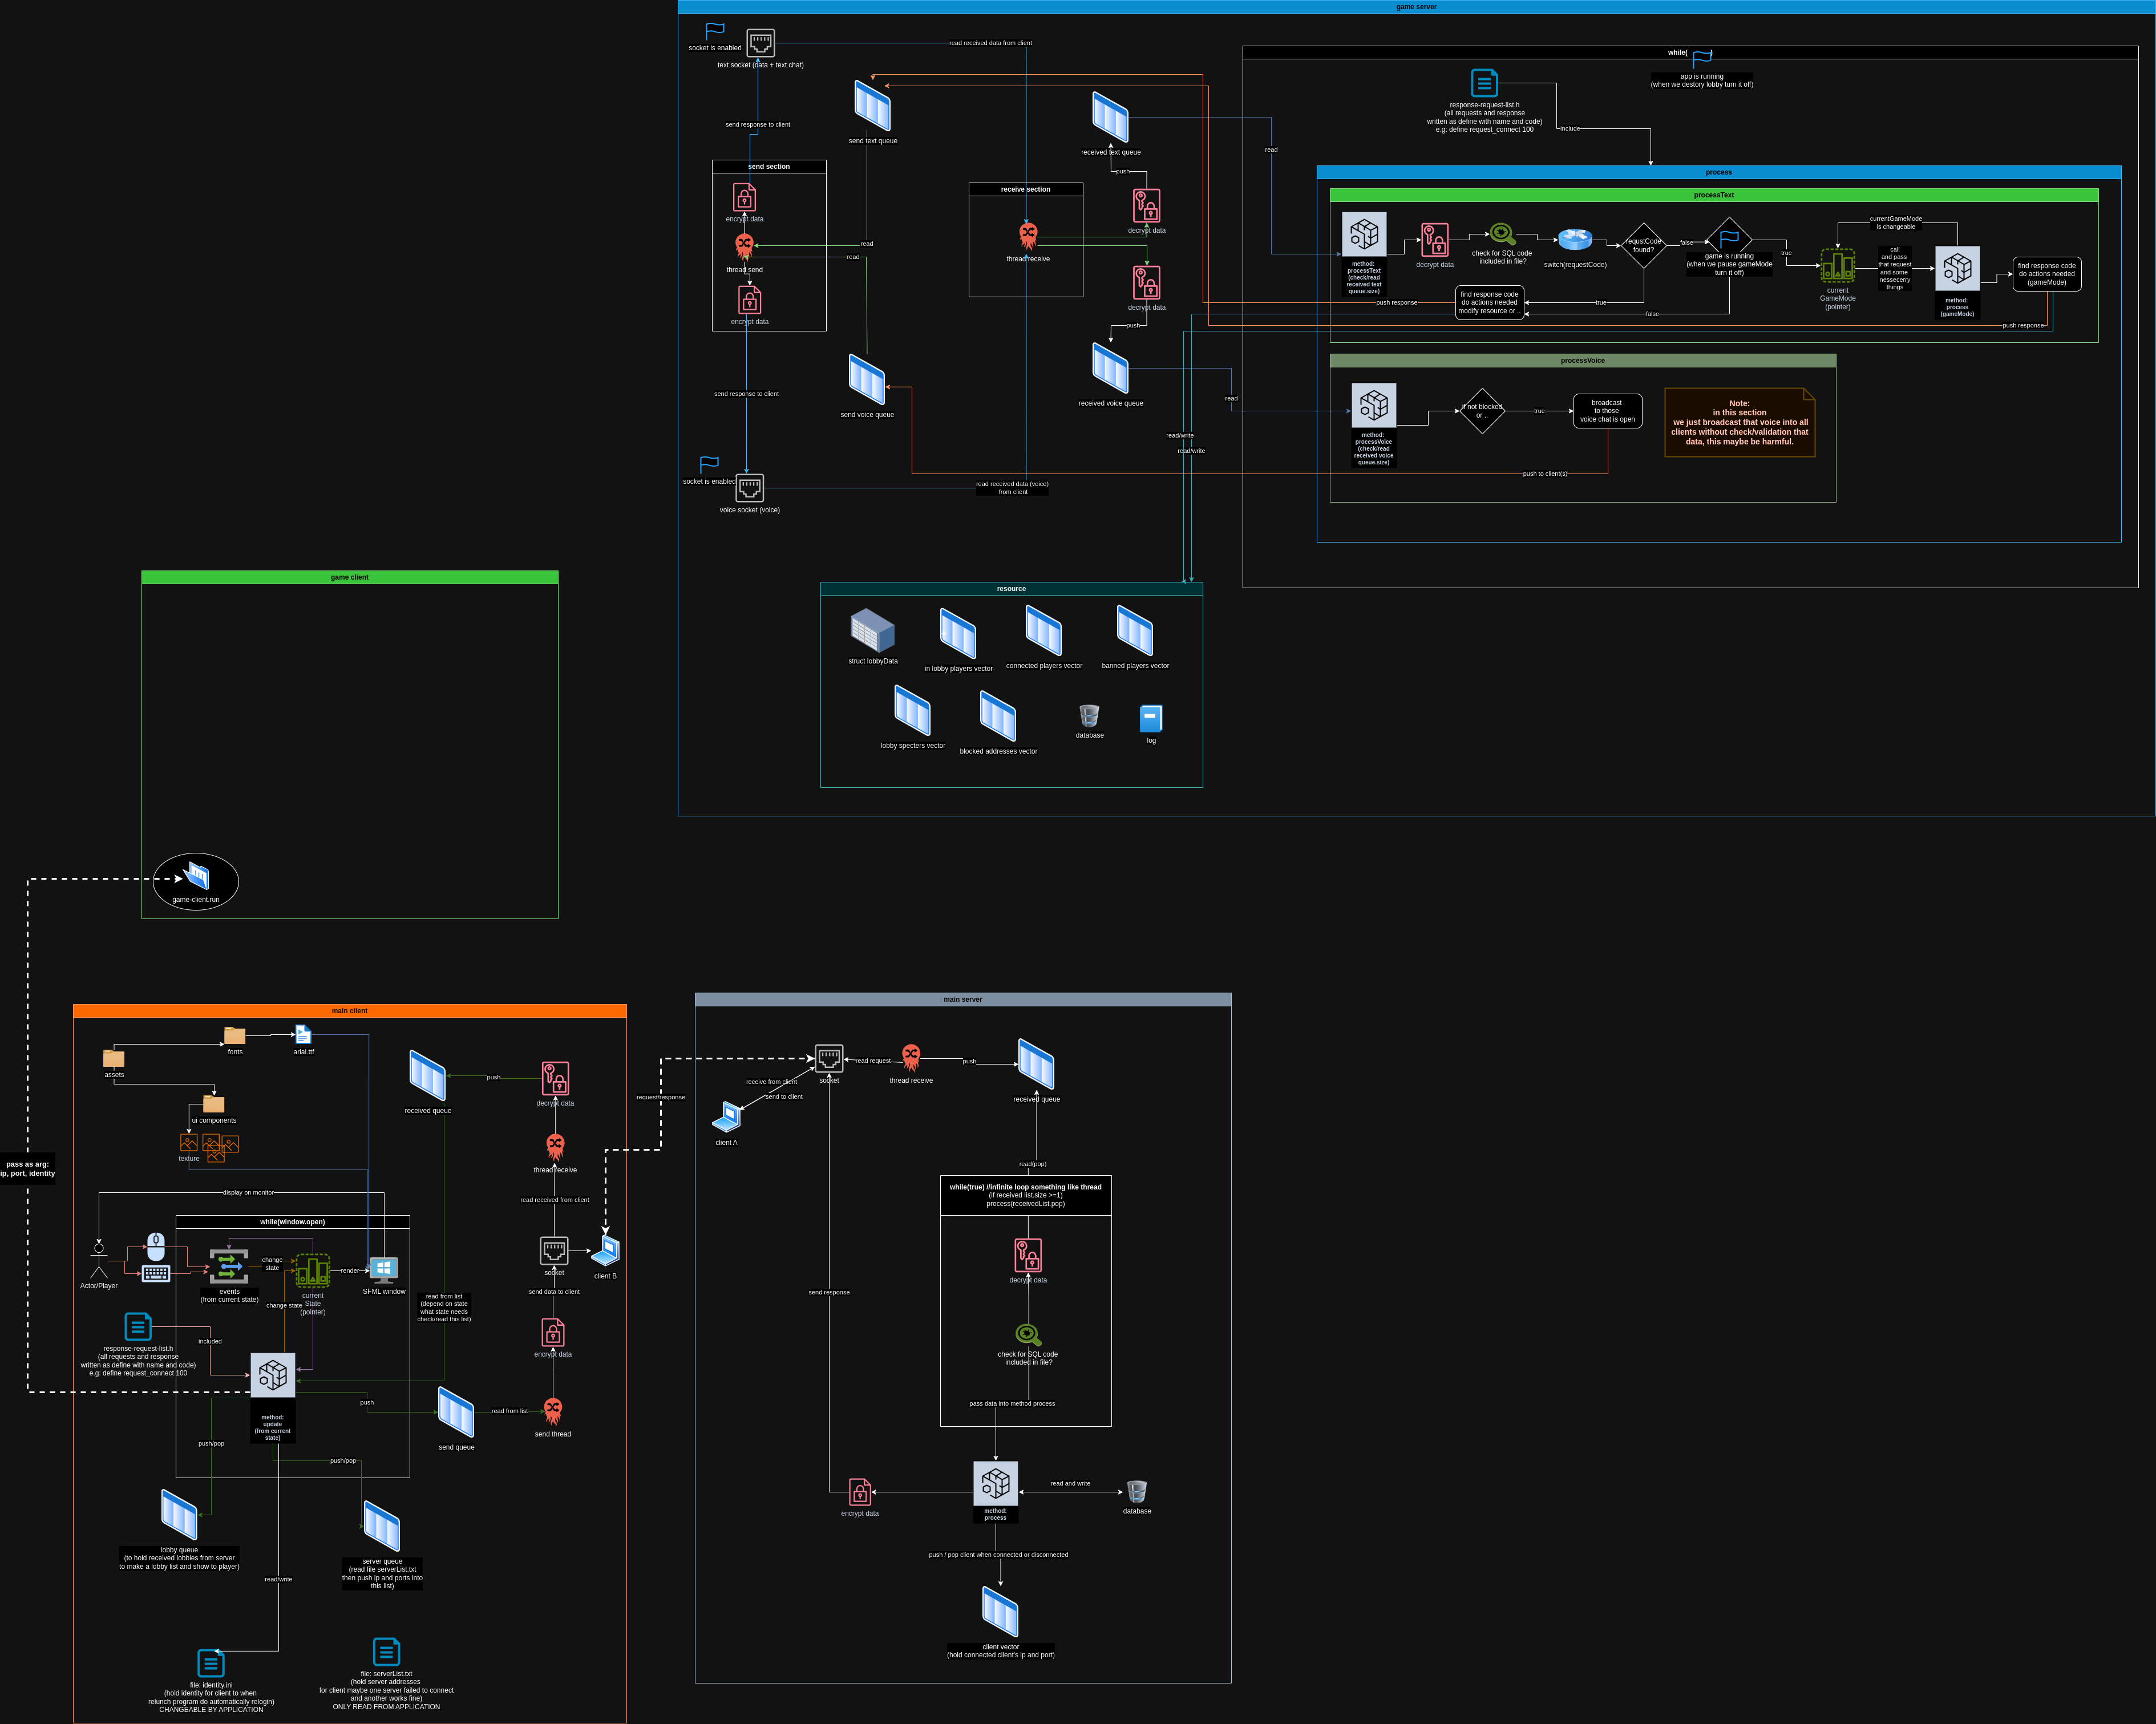 game server
socket is enabled
text socket (data + text chat)
read received data from client
send response to client
send text queue
received text queue
read
push
send section
encrypt data
thread send
encrypt data
read
read
receive section
thread receive
decrypt data
decrypt data
push
received voice queue
read
send voice queue
send response to client
socket is enabled
voice socket (voice)
read received data (voice)
from client
read/write
read/write
while(
)
app is running
(when we destory lobby turn it off)
response-request-list.h
(all requests and response
written as define with name and code)
e.g: define request_connect 100
include
process
processText
method:
processText
(check/read
received text
queue.size)
decrypt data
check for SQL code
included in file?
switch(requestCode)
requstCode
found?
false
game is running
(when we pause gameMode
turn it off)
true
current
GameMode
(pointer)
currentGameMode
is changeable
call
and pass
that request
and some
nessecerry
things
method:
process
(gameMode)
find response code
do actions needed
(gameMode)
push response
find response code
do actions needed
modify resource or ..
true
false
push response
processVoice
method:
processVoice
(check/read
received voice
queue.size)
if not blocked
or ..
true
broadcast
to those
voice chat is open
push to client(s)
Note:
in this section
we just broadcast that voice into all
clients without check/validation that
data, this maybe be harmful.
resource
struct lobbyData
in lobby players vector
connected players vector
banned players vector
lobby specters vector
blocked addresses vector
database
log
game client
game-client.run
pass as arg:
ip, port, identity
main client
assets
fonts
arial.ttf
ui components
texture
display on monitor
Actor/Player
while(window.open)
events
(from current state)
change
state
current
State
(pointer)
render
SFML window
change state
response-request-list.h
(all requests and response
written as define with name and code)
e.g: define request_connect 100
included
method:
update
(from current
state)
push/pop
push/pop
push
send queue
read from list
send thread
encrypt data
send data to client
socket
client B
read received from client
thread receive
decrypt data
push
received queue
read from list
(depend on state
what state needs
check/read this list)
lobby queue
(to hold received lobbies from server
to make a lobby list and show to player)
server queue
(read file serverList.txt
then push ip and ports into
this list)
read/write
file: identity.ini
(hold identity for client to when
relunch program do automatically relogin)
CHANGEABLE BY APPLICATION
file: serverList.txt
(hold server addresses
for client maybe one server failed to connect
and another works fine)
ONLY READ FROM APPLICATION
request/response
main server
socket
read request
thread receive
push
received queue
receive from client
send to client
client A
read(pop)
while(true) //infinite loop something like thread
(if received list.size >=1)
process(receivedList.pop)
decrypt data
check for SQL code
included in file?
send response
pass data into method process
encrypt data
method:
process
read and write
database
push / pop client when connected or disconnected
client vector
(hold connected client's ip and port)